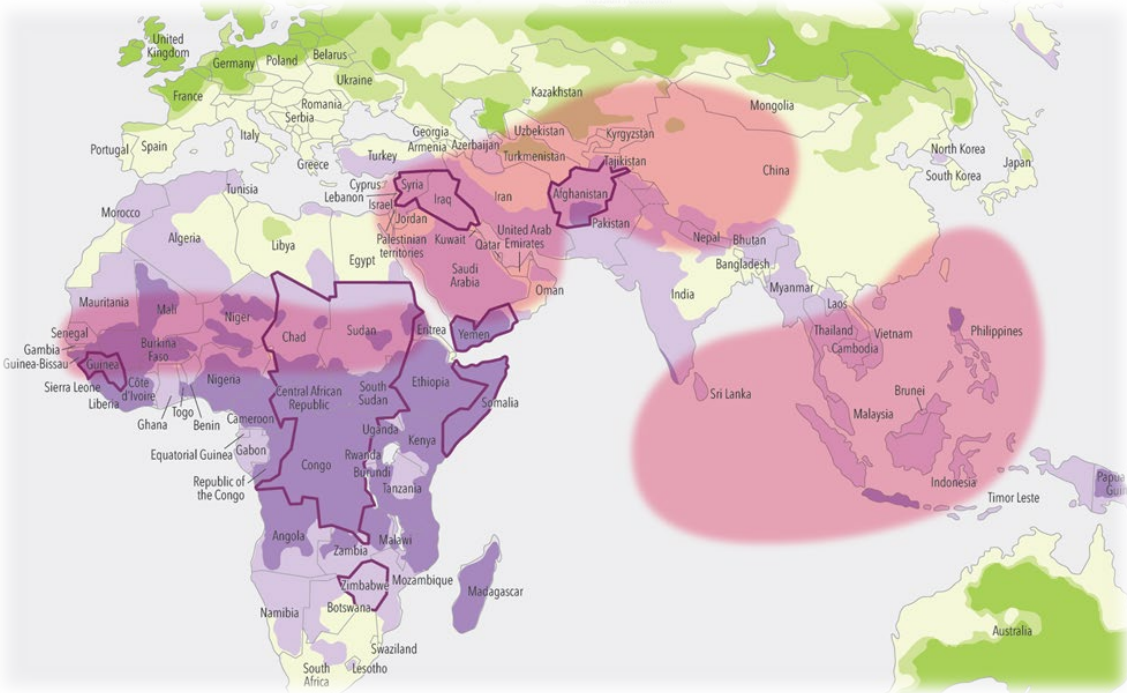 United
Kingdom
Germany
Poland
Belarus
Ukraine
France
Romania
Serbia
Italy
Portugal
Spain
Greece
Kazakhstan
Mongolia
Georgia
Armenia
Azerbaijan
Uzbekistan
Kyrgyzstan
Turkey
Turkmenistan
Tajikistan
China
North Korea
South Korea
Japan
Cyprus
Lebanon
Israel
Syria
Iraq
Iran
Afghanistan
Tunisia
Morocco
Algeria
Libya
Egypt
Jordan
Palestinian
territories
Kuwait
Qatar
United Arab
Emirates
Pakistan
Nepal
Bhutan
Bangladesh
Saudi
Arabia
Oman
India
Myanmar
Laos
Mauritania
Mali
Niger
Chad
Sudan
Eritrea
Yemen
Thailand
Vietnam
Cambodia
Philippines
Senegal
Gambia
Guinea-Bissau
Guinea
Burkina
Faso
Sierra Leone
Liberia
Côte
d'Ivoire
Ghana
Togo
Benin
Nigeria
Cameroon
Central African
Republic
South
Sudan
Ethiopia
Somalia
Sri Lanka
Brunei
Malaysia
Equatorial Guinea
Gabon
Republic of
the Congo
Congo
Uganda
Rwanda
Burundi
Kenya
Tanzania
Indonesia
Timor Leste
Papua
Angola
Zambia
Malawi
Zimbabwe
Mozambique
Madagascar
Namibia
Botswana
Swaziland
South
Africa
Lesotho
Australia